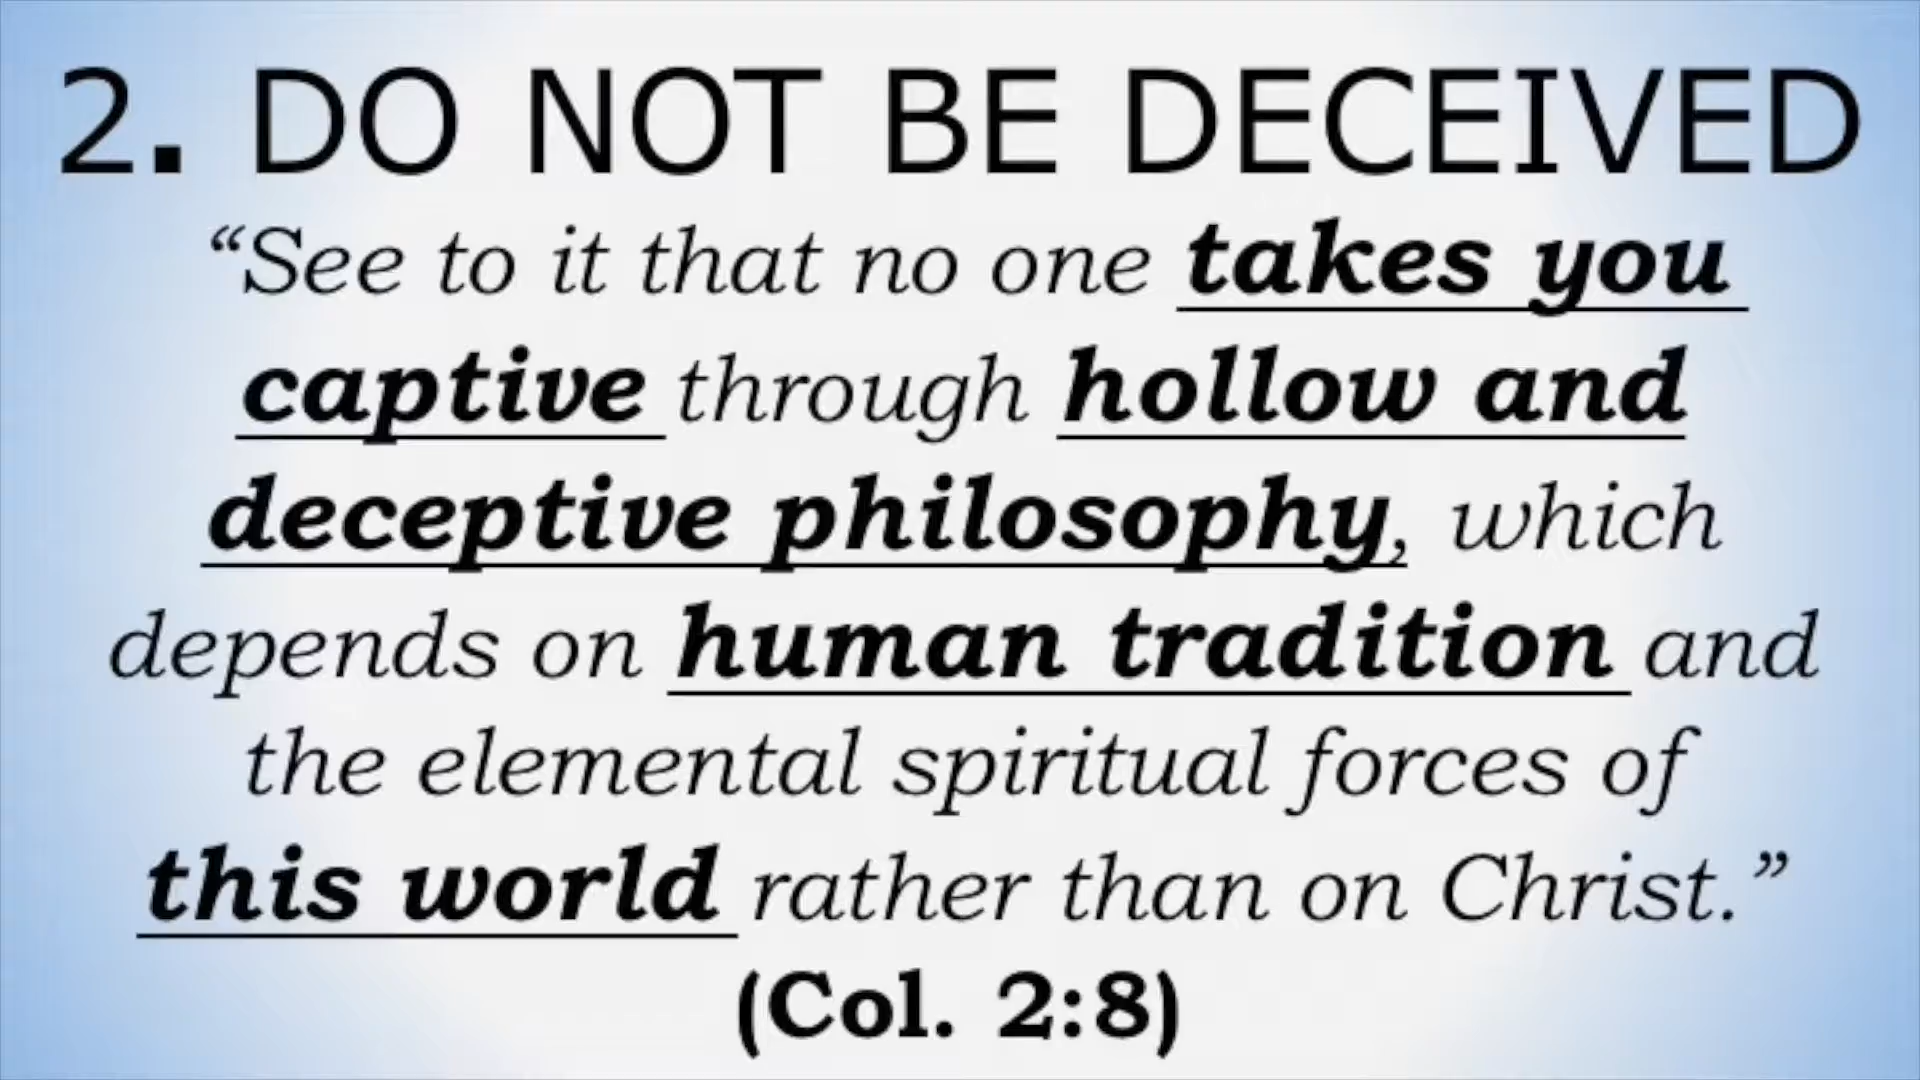 2. DO NOT BE DECEIVED
“See to it that no one takes you
captive through hollow and
deceptive philosophy, which
depends on human tradition and
the elemental spiritual forces of
this world rather than on Christ.”
(Col. 2:8)